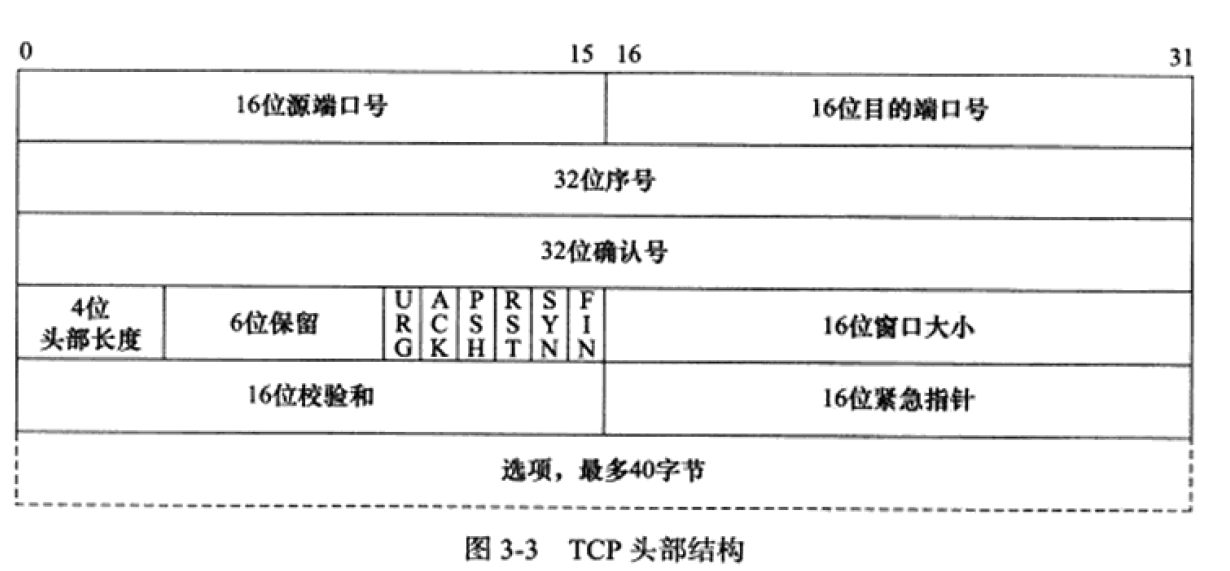 0 15 16 31
16位源端口号 16位目的端口号
32位序号
32位确认号
4位
头部长度
6位保留
URG ACK PSH RST SYN FIN
16位窗口大小
16位校验和 16位紧急指针
选项，最多40字节
图 3-3 TCP 头部结构